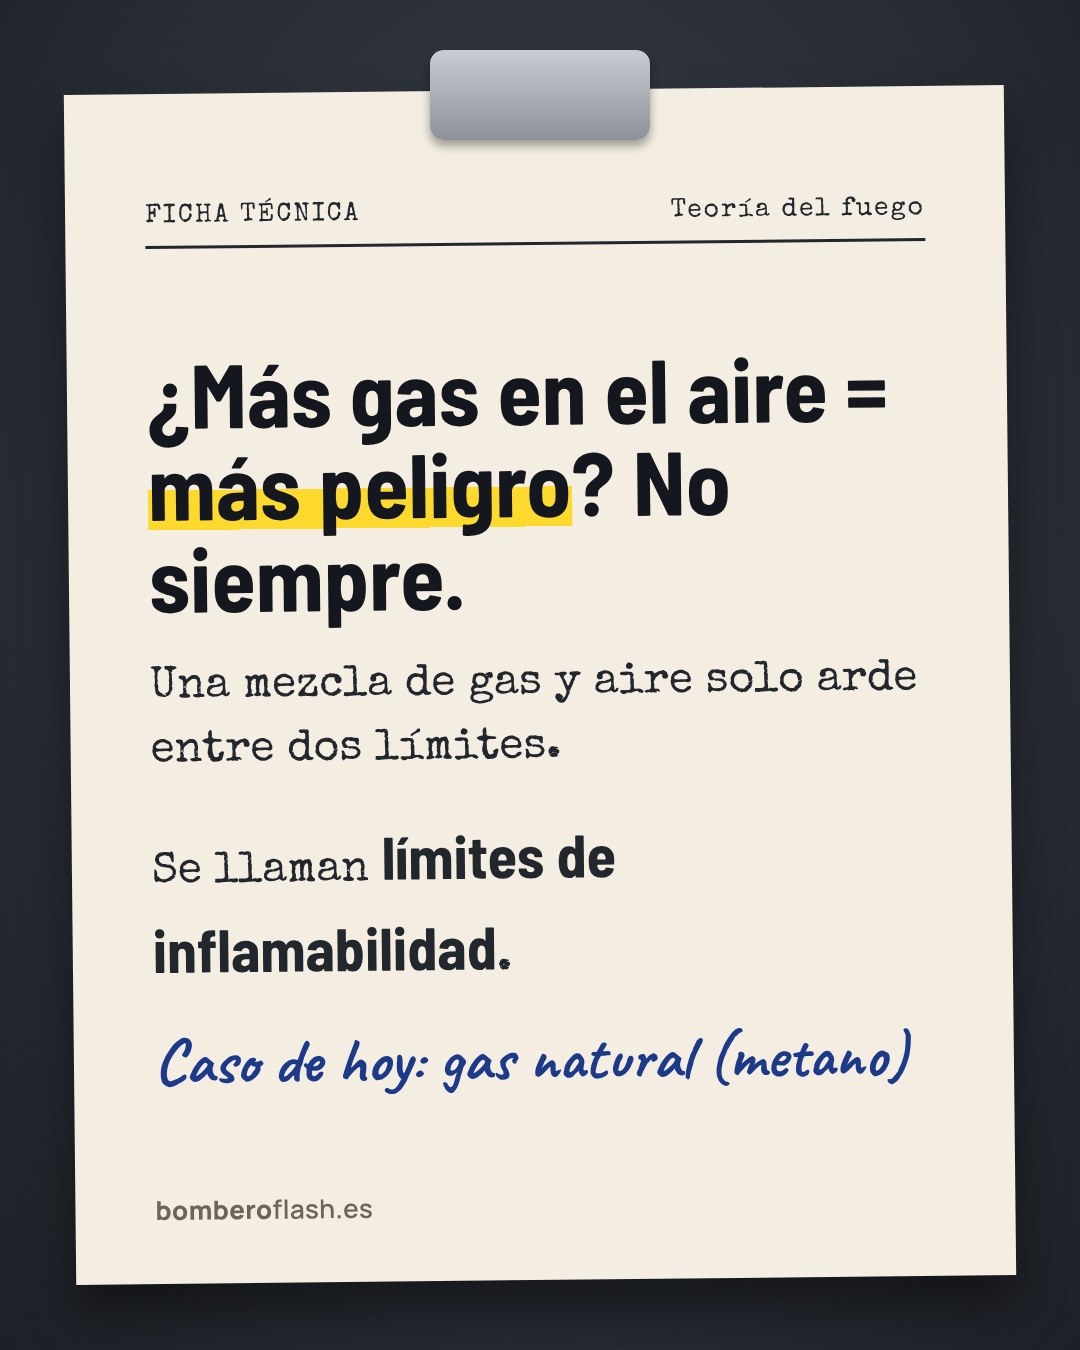 FICHA TÉCNICA
Teoría del fuego
¿Más gas en el aire =
más peligro? No
siempre.
Una mezcla de gas y aire solo arde
entre dos límites.
Se llaman límites de
inflamabilidad.
Caso de hoy: gas natural (metano)
bomberoflash.es